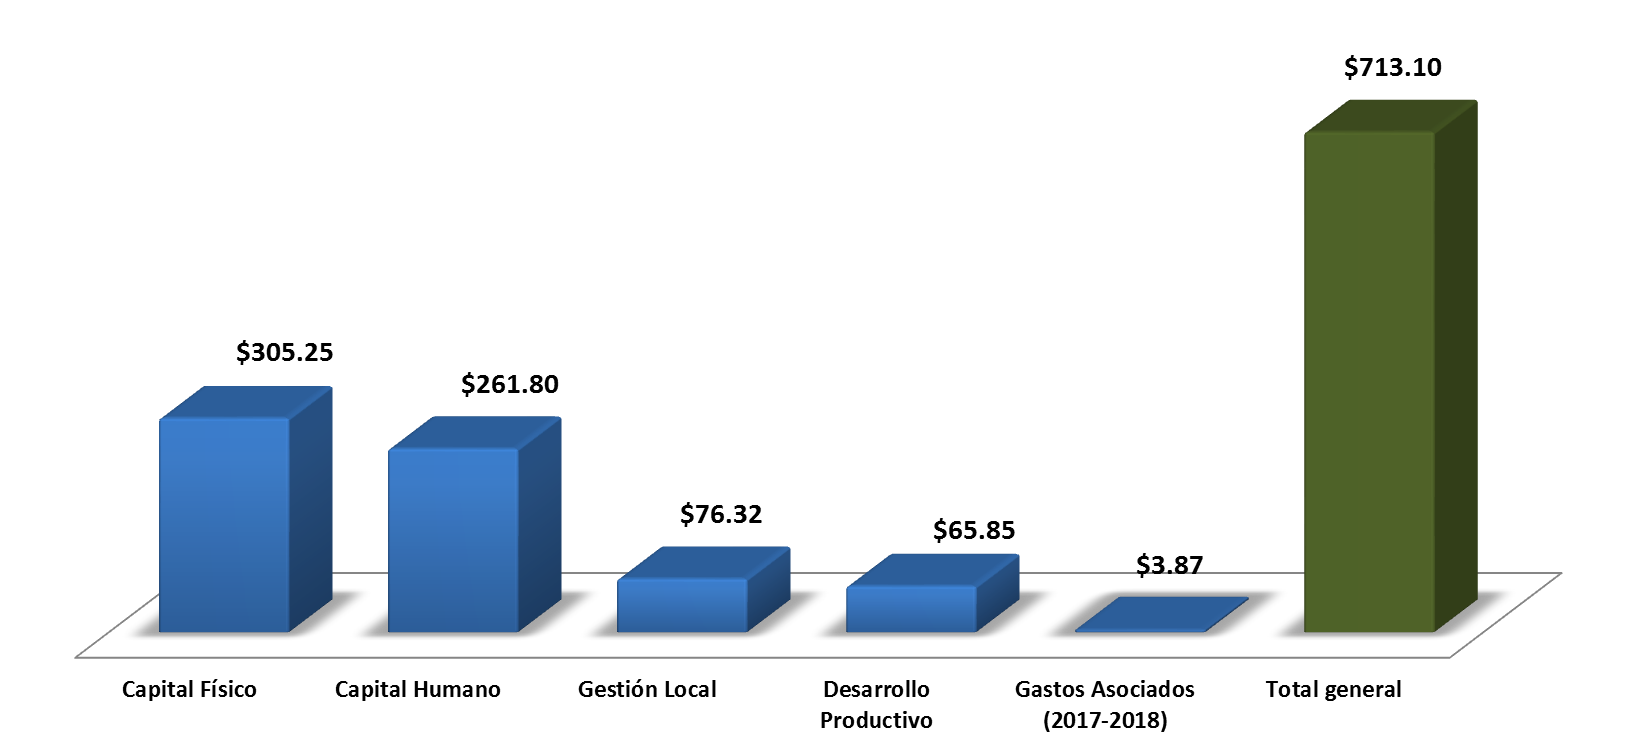 $713.10
$305.25
$261.80
$76.32
$65.85
$3.87
Capital Físico
Capital Humano
Gestión Local
Desarrollo
Productivo
Gastos Asociados
(2017-2018)
Total general